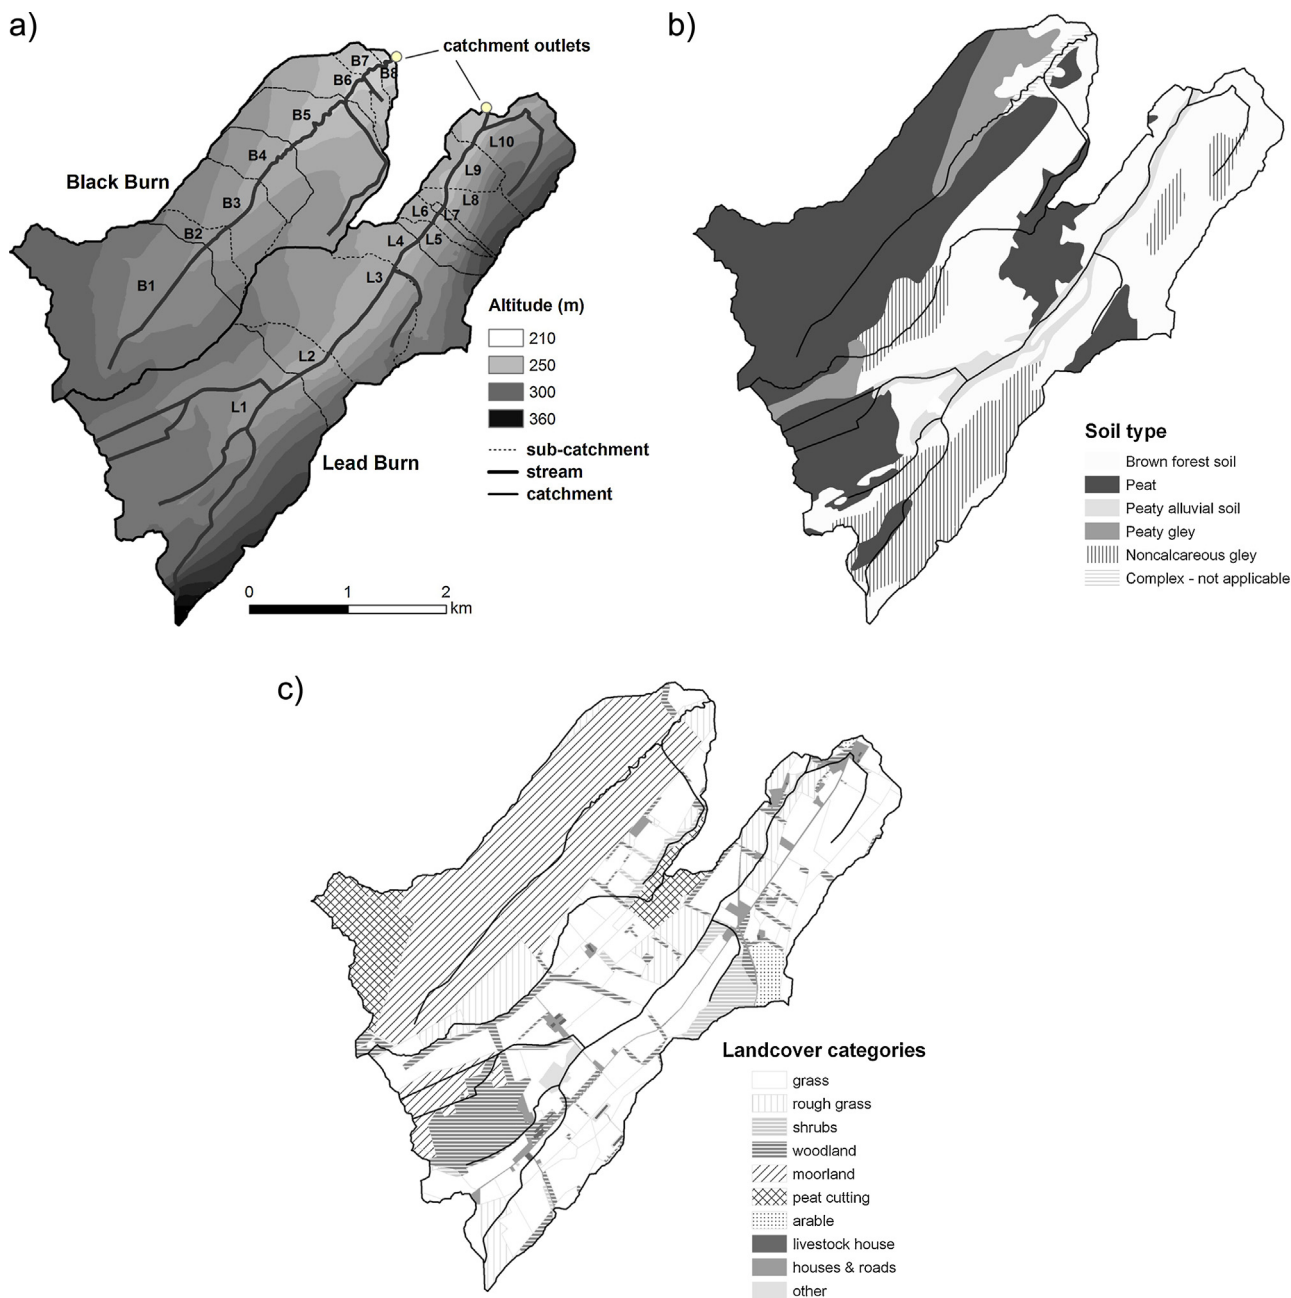 a)
catchment outlets
B7
B6
B8
B5
B4
Black Burn
B3
B2
B1
L10
L9
L8
L6
L7
L5
L4
L3
L2
L1
Lead Burn
Altitude (m)
210
250
300
360
sub-catchment
stream
catchment
0 1 2
km
b)
Soil type
Brown forest soil
Peat
Peaty alluvial soil
Peaty gley
Noncalcareous gley
Complex - not applicable
c)
Landcover categories
grass
rough grass
shrubs
woodland
moorland
peat cutting
arable
livestock house
houses & roads
other